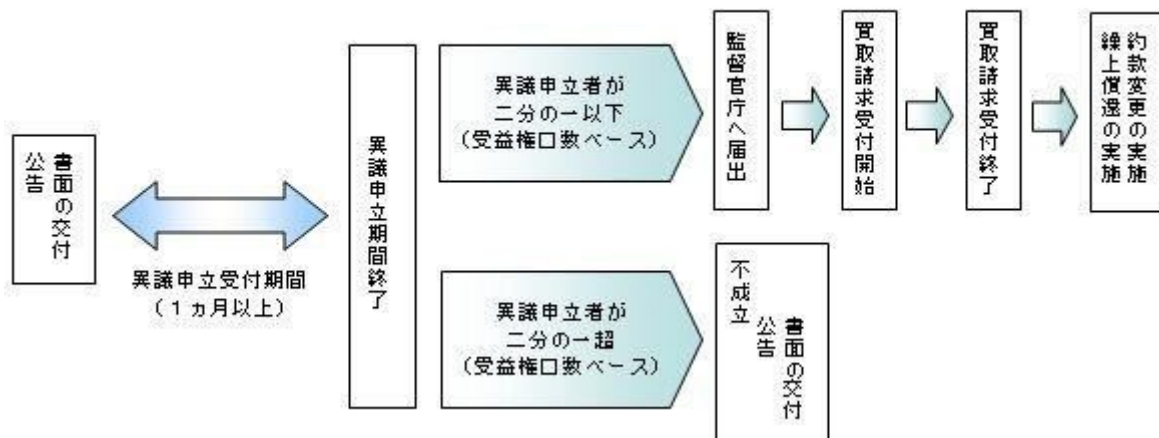 書面の交付
公告
異議申立受付期間
(1ヵ月以上)
異議申立期間終了
異議申立者が
二分の一以下
(受益権口数ベース)
監督官庁へ届出
買取請求受付開始
買取請求受付終了
約款変更の実施
繰上償還の実施
異議申立者が
二分の一超
(受益権口数ベース)
不成立
書面の交付
公告